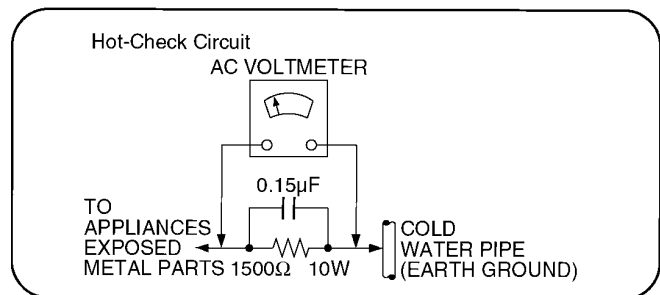 Hot-Check Circuit
AC VOLTMETER
0.15µF
TO
APPLIANCES
EXPOSED
METAL PARTS
1500Ω 10W
COLD
WATER PIPE
(EARTH GROUND)